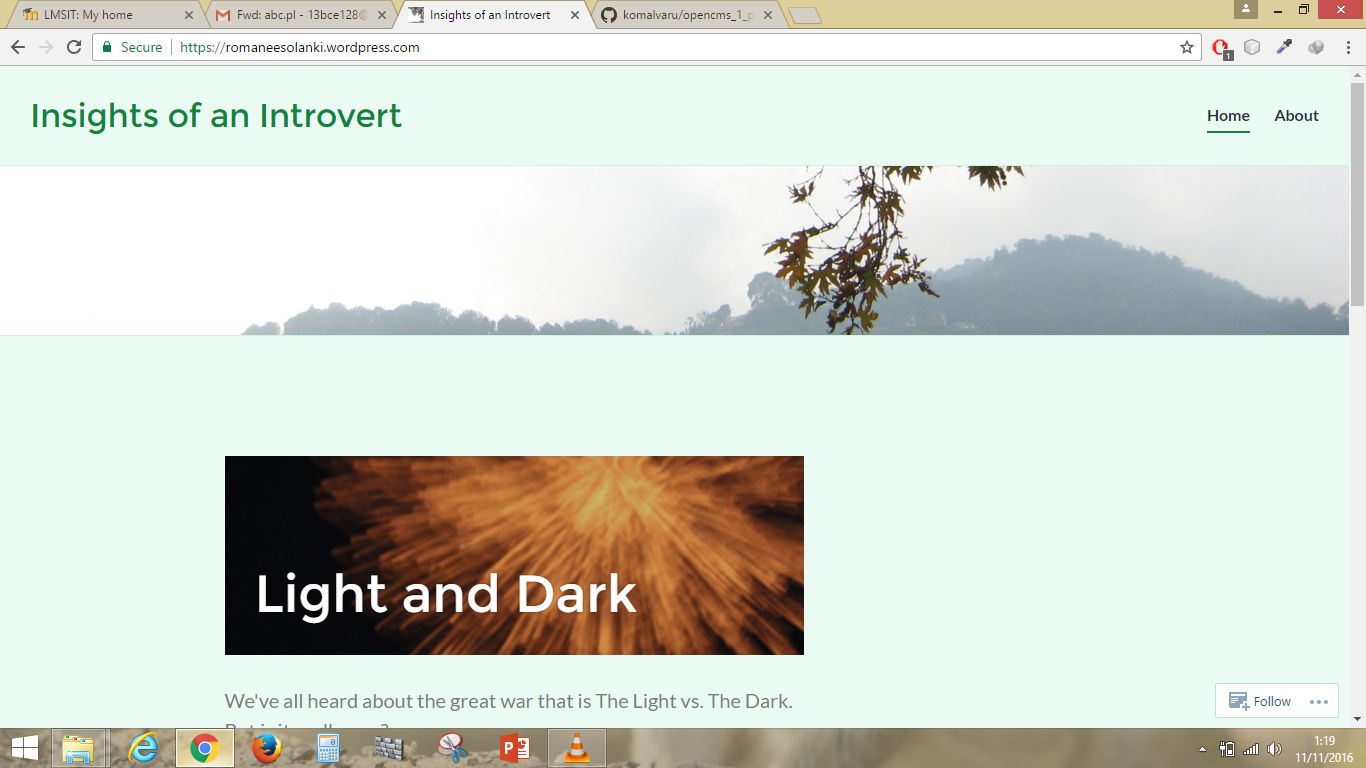 LMSIT: My home
Fwd: abc.pl - 13bce128@
Insights of an Introvert
komalvaru/opencms_1_p
Secure
https://romaneesolanki.wordpress.com
1
Insights of an Introvert
Home
About
Light and Dark
We've all heard about the great war that is The Light vs. The Dark.
Follow
1:19
11/11/2016